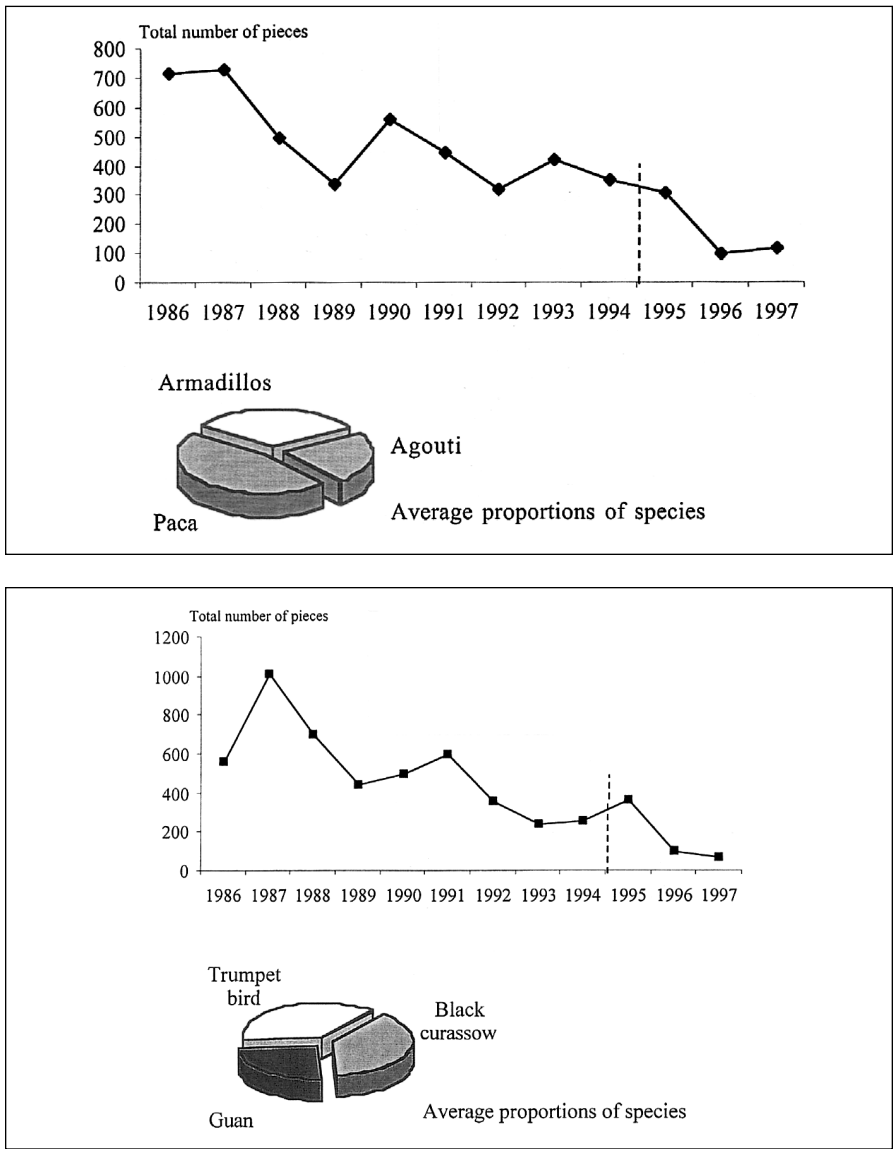 Total number of pieces
800
700
600
500
400
300
200
100
0
1986 1987 1988 1989 1990 1991 1992 1993 1994 1995 1996 1997
Armadillos
Agouti
Paca
Average proportions of species
Total number of pieces
1200
1000
800
600
400
200
0
1986 1987 1988 1989 1990 1991 1992 1993 1994 1995 1996 1997
Trumpet
bird
Black
curassow
Guan
Average proportions of species